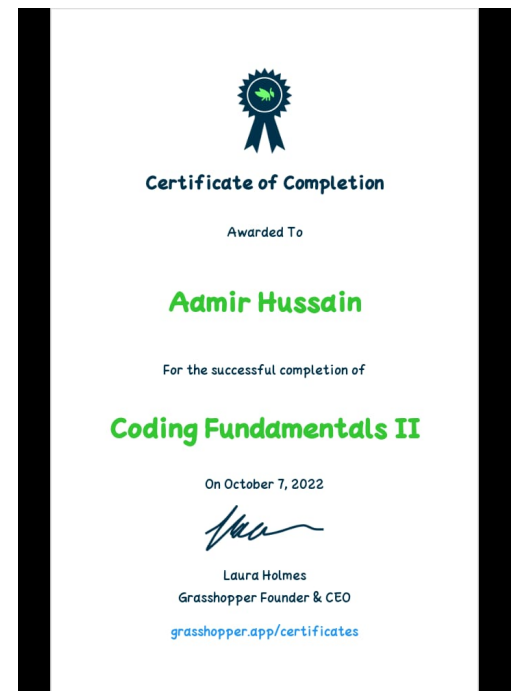 Certificate of Completion
Awarded To
Aamir Hussain
For the successful completion of
Coding Fundamentals II
On October 7, 2022
Laura Holmes
Grasshopper Founder & CEO
grasshopper.app/certificates